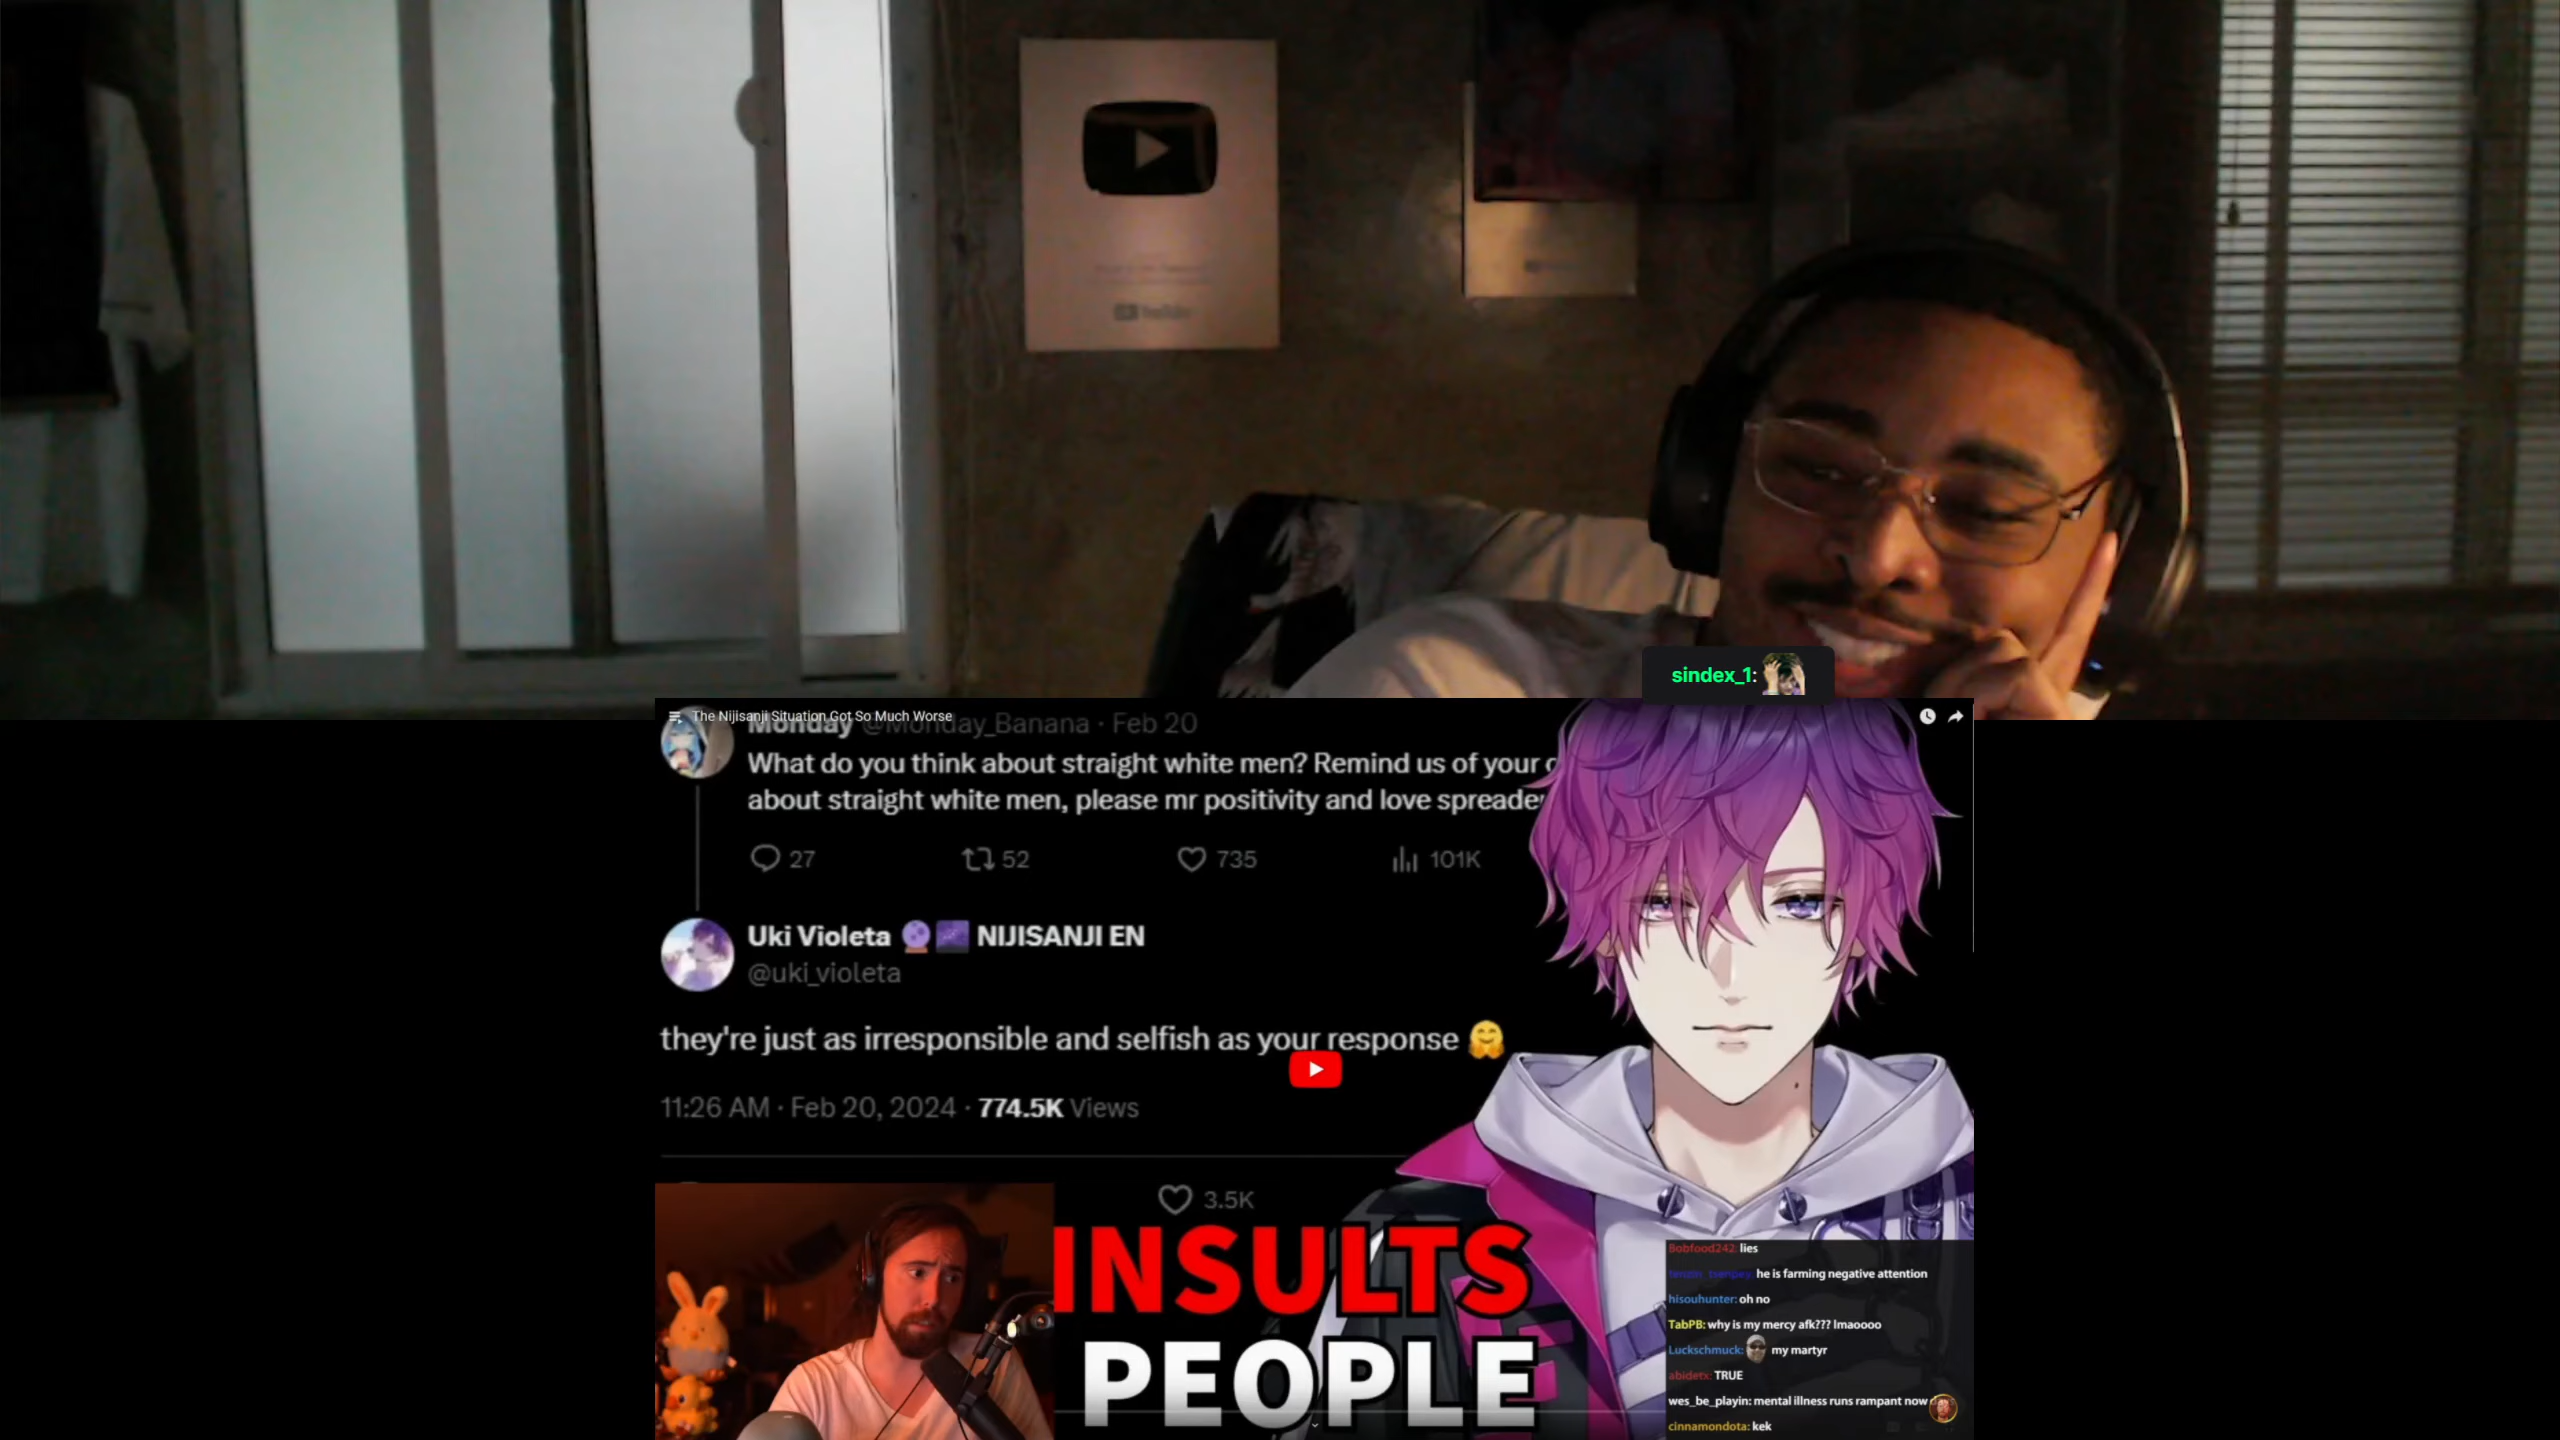 YouTube
sindex_1:
The Nijisanji Situation Got So Much Worse
Monday @Monday_Banana · Feb 20
What do you think about straight white men? Remind us of your
about straight white men, please mr positivity and love spreader
27 52 735 101K
Uki Violeta NIJISANJI EN
@uki_violeta
they're just as irresponsible and selfish as your response 🤗
11:26 AM · Feb 20, 2024 · 774.5K Views
3.5K
INSULTS
PEOPLE
Bobfood242: lies
he is farming negative attention
hisouhunter: oh no
TabPB: why is my mercy afk??? lmaoooo
Luckschmuck: my martyr
abidetx: TRUE
wes_be_playin: mental illness runs rampant now
cinnamondota: kek